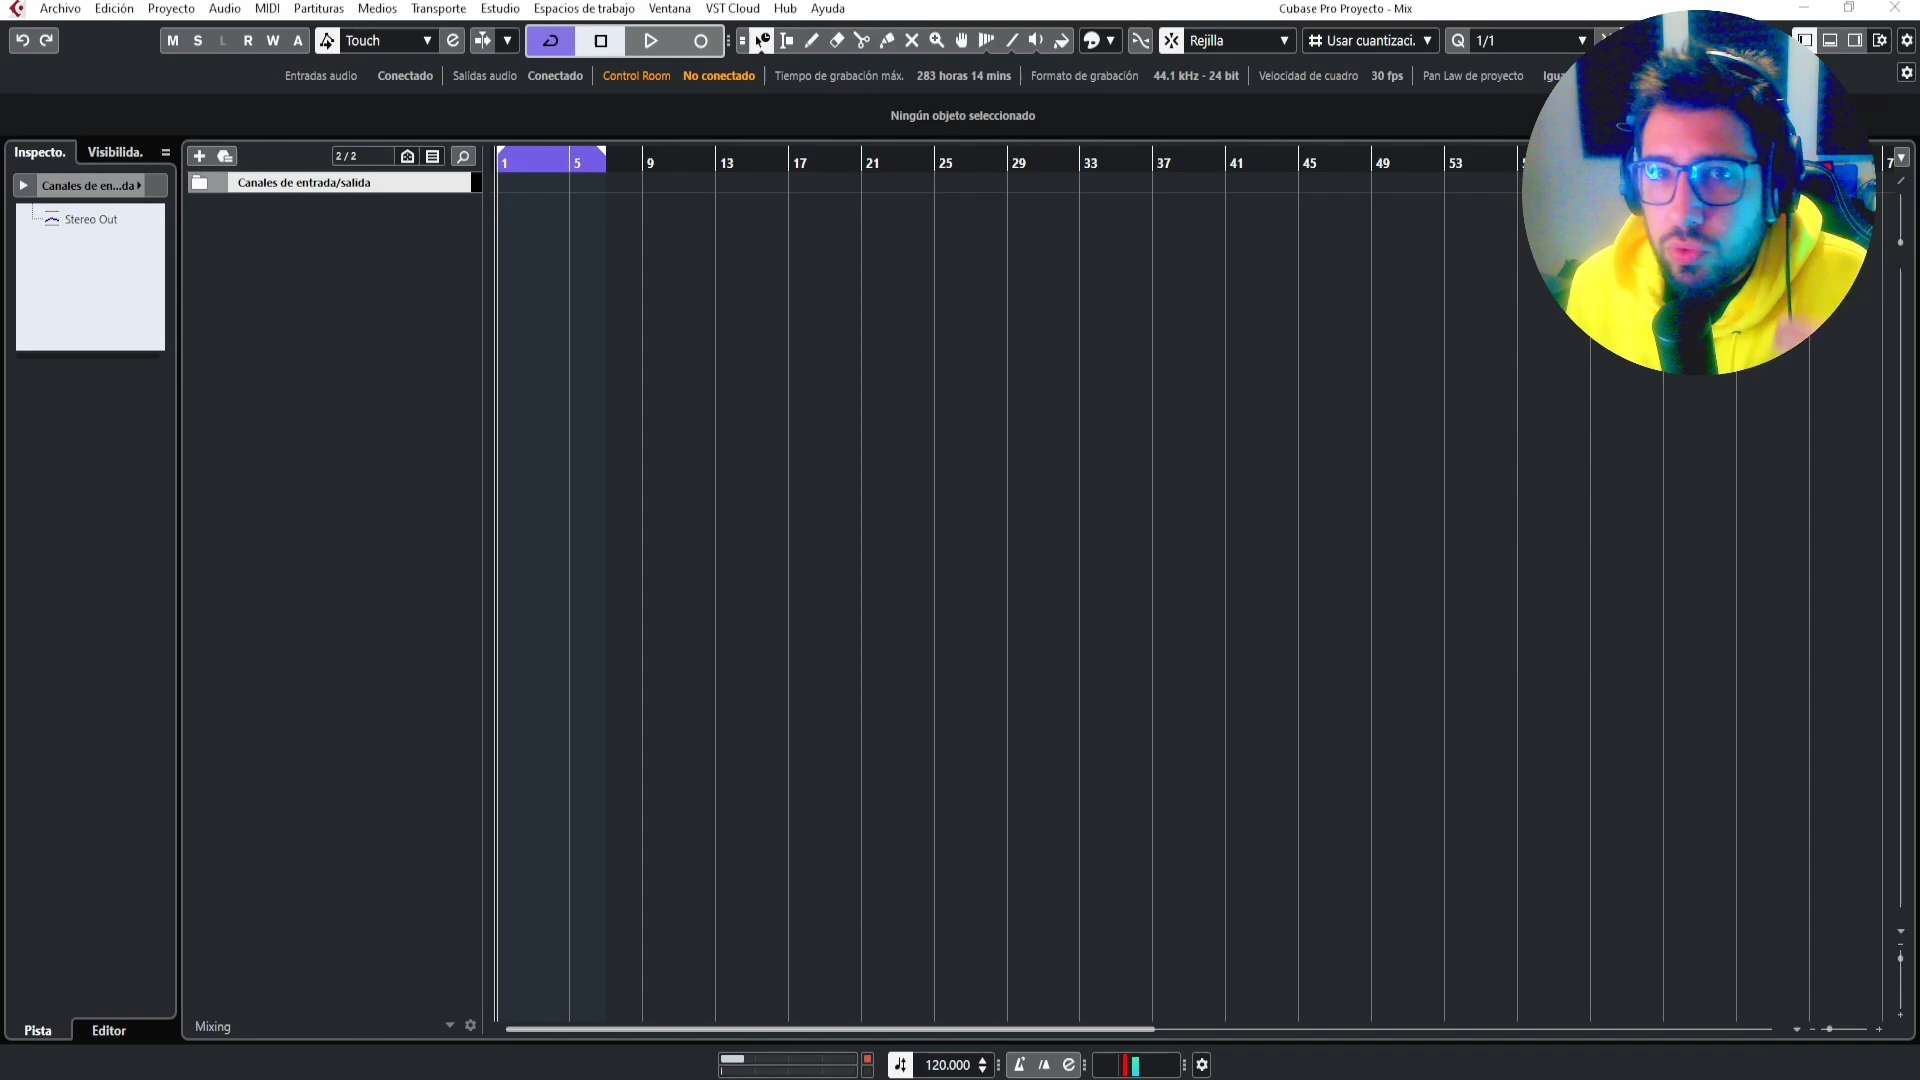 Archivo Edición Proyecto Audio MIDI Partituras Medios Transporte Estudio Espacios de trabajo Ventana VST Cloud Hub Ayuda Cubase Pro Proyecto - Mix
M S L R W A Touch Rejilla Usar cuantizaci. Q 1/1
Entradas audio Conectado Salidas audio Conectado Control Room No conectado Tiempo de grabación máx. 283 horas 14 mins Formato de grabación 44.1 kHz - 24 bit Velocidad de cuadro 30 fps Pan Law de proyecto Igua
Ningún objeto seleccionado
Inspecto. Visibilida. 2 / 2 1 5 9 13 17 21 25 29 33 37 41 45 49 53
Canales de en...da Canales de entrada/salida
Stereo Out
Pista Editor Mixing
120.000